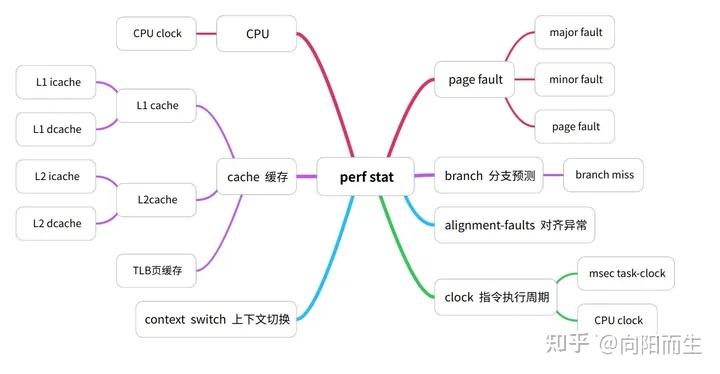 CPU clock
CPU
L1 icache
L1 cache
L1 dcache
L2 icache
L2cache
L2 dcache
cache 缓存
TLB页缓存
context switch 上下文切换
perf stat
page fault
major fault
minor fault
page fault
branch 分支预测
branch miss
alignment-faults 对齐异常
clock 指令执行周期
msec task-clock
CPU clock
知乎 @向阳而生